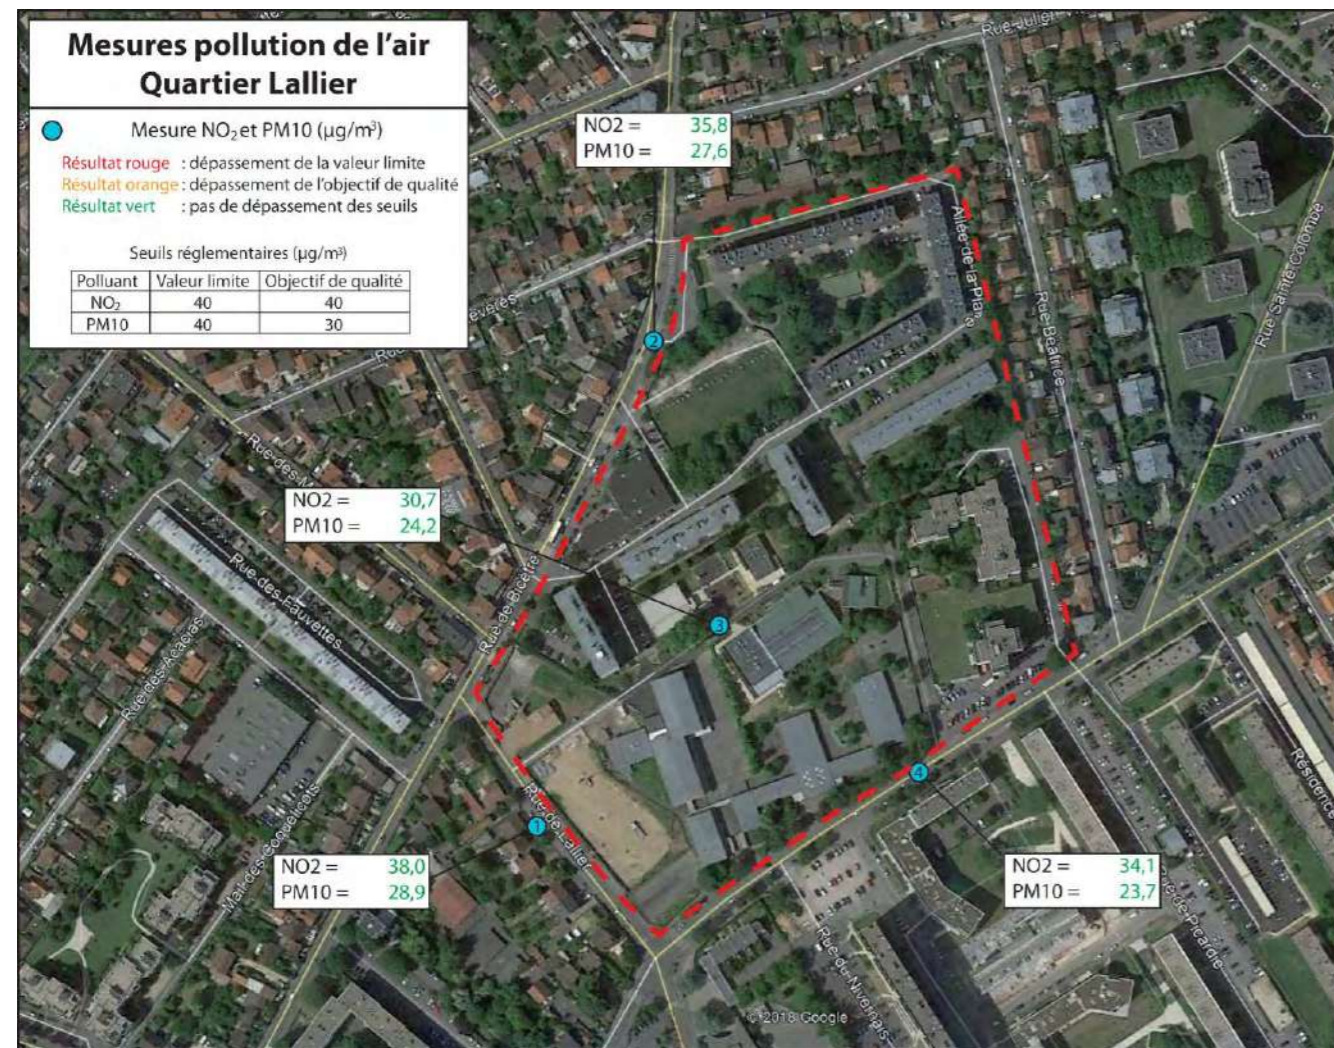 Mesures pollution de l'air
Quartier Lallier
Mesure NO₂ et PM10 (µg/m³)
Résultat rouge : dépassement de la valeur limite
Résultat orange : dépassement de l'objectif de qualité
Résultat vert : pas de dépassement des seuils
Seuils réglementaires (µg/m³)
Polluant Valeur limite Objectif de qualité
NO₂ 40 40
PM10 40 30
NO2 = 35,8
PM10 = 27,6
Allée-de-la-Plaine
Rue Béatrice
Rue Sainte-Colombe
2
NO2 = 30,7
PM10 = 24,2
Rue-des-Fauvettes
Rue-des-Acacias
Rue de Bicêtre
3
4
1
Rue-de-Lallier
Mail-des-Coquelicots
NO2 = 38,0
PM10 = 28,9
NO2 = 34,1
PM10 = 23,7
Rue-de-Picardie
Rue-du-Nivernais
Résidence
© 2018 Google